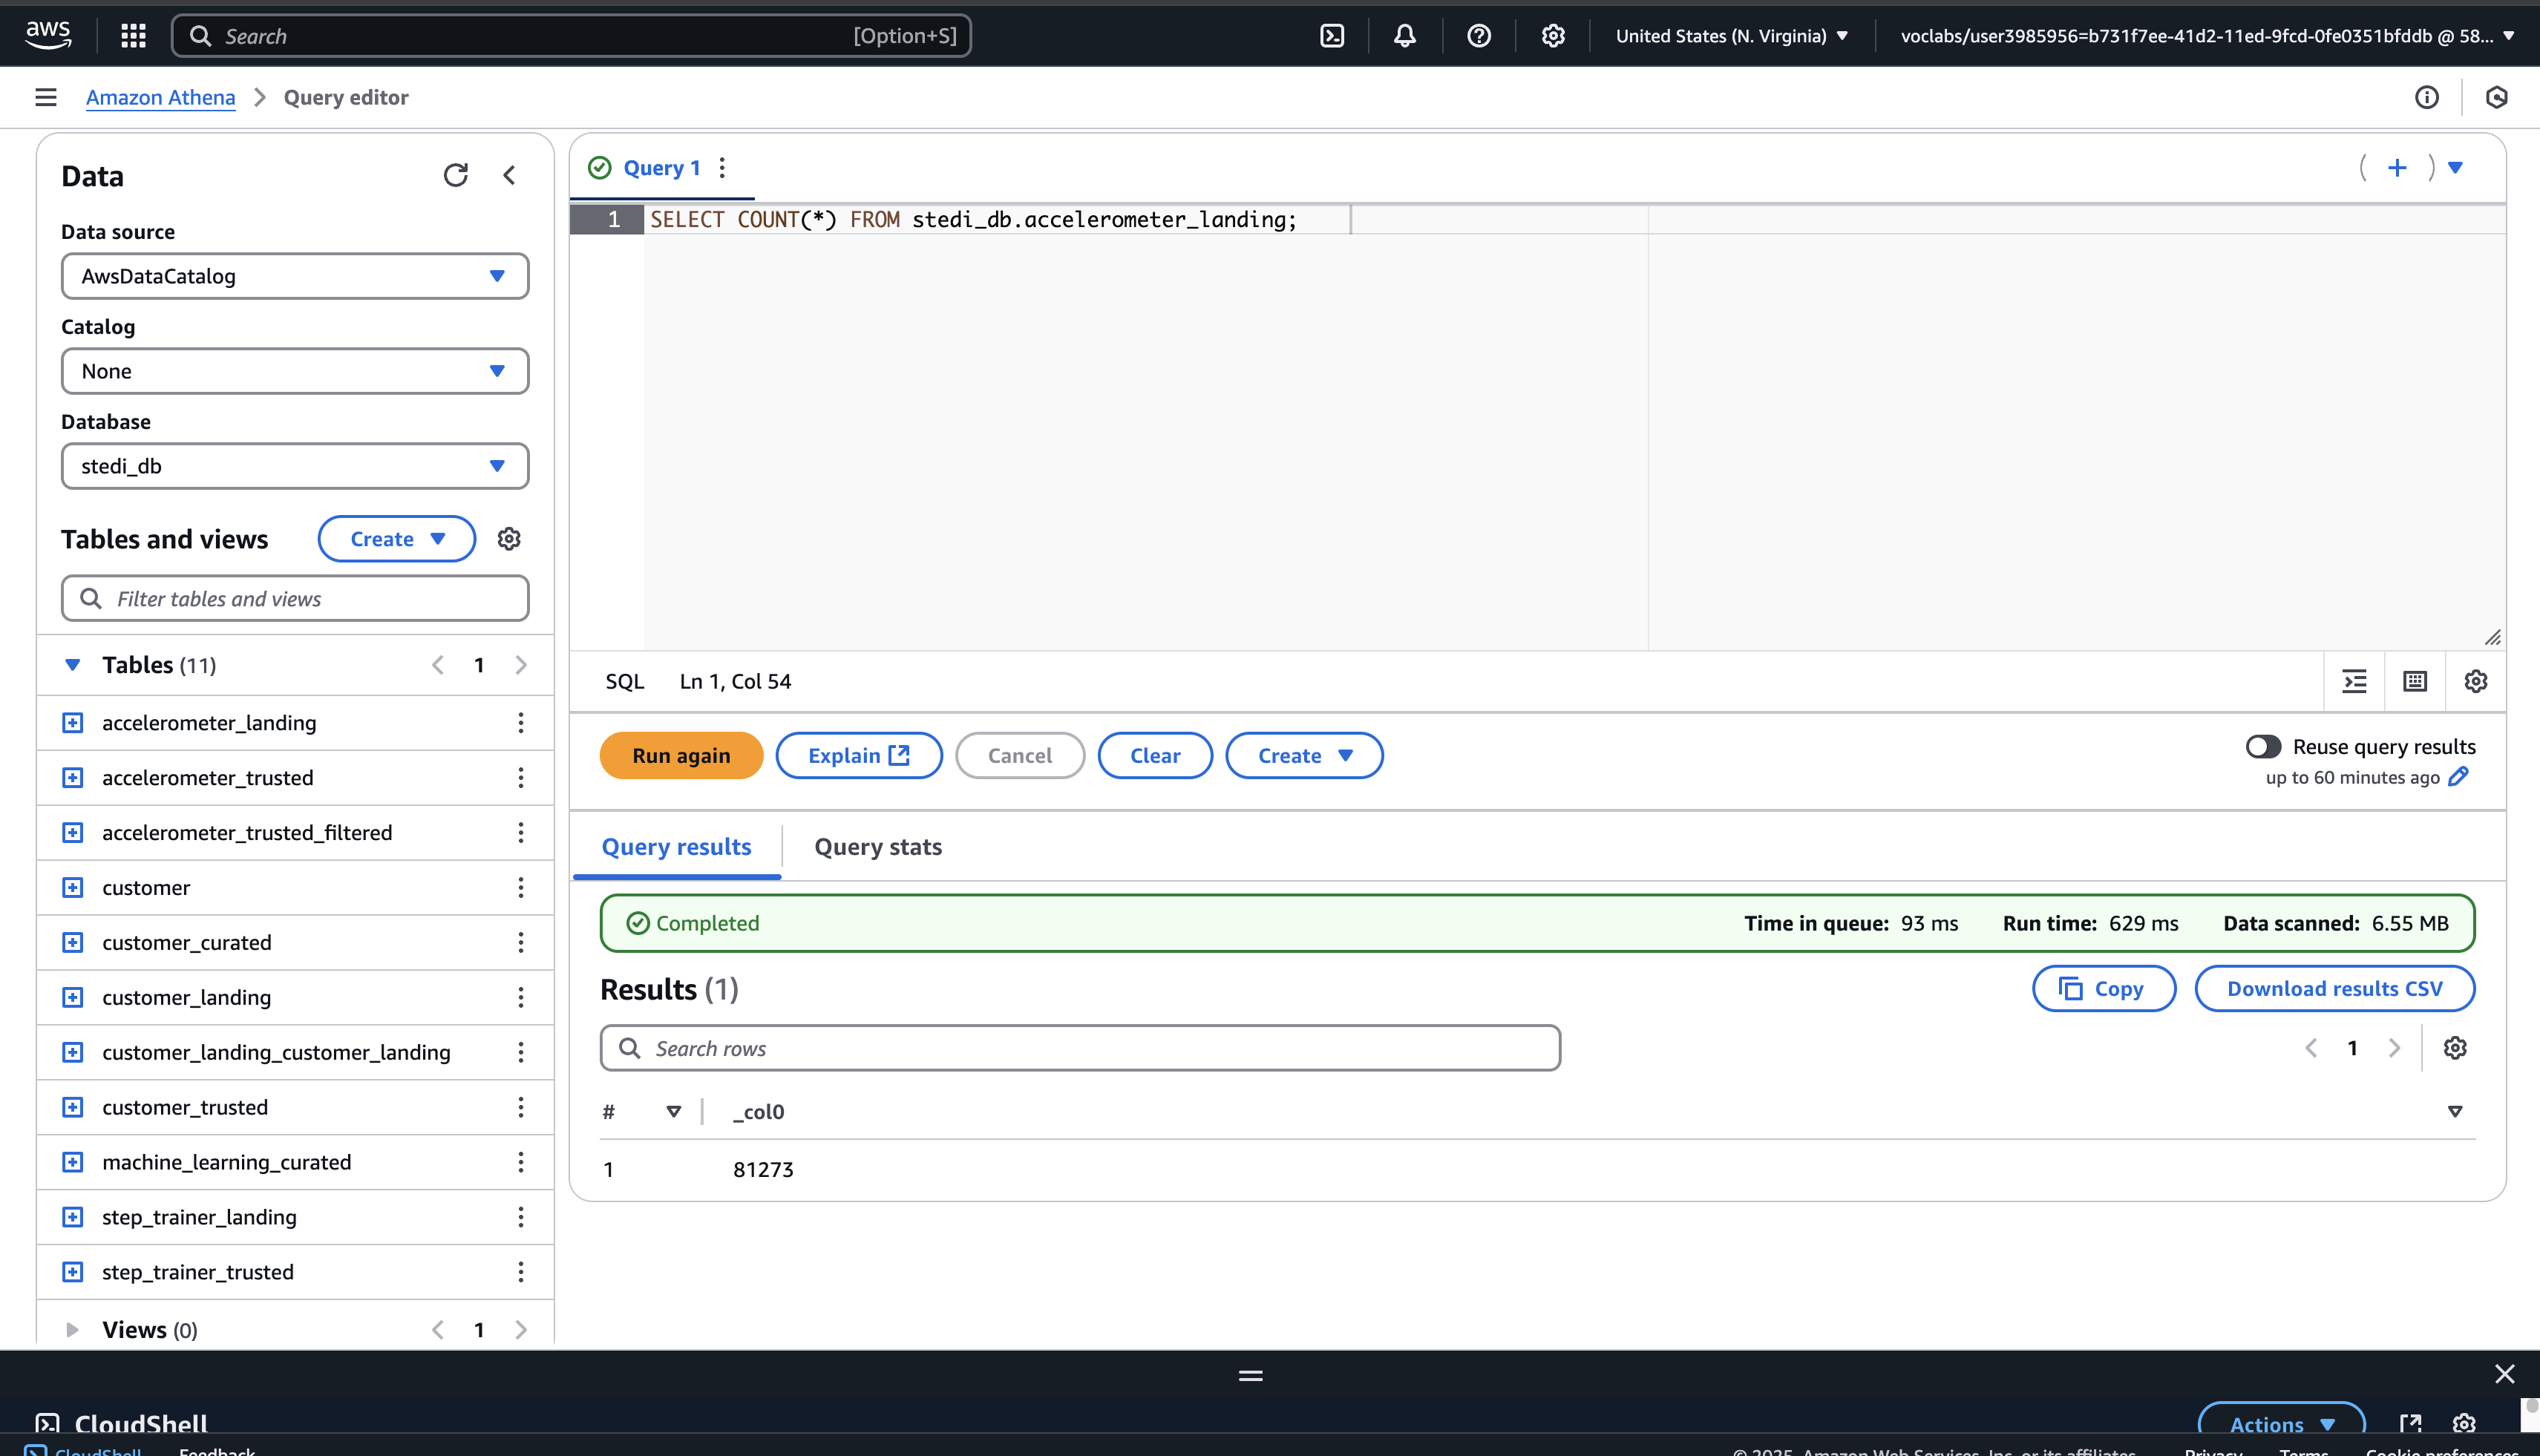 aws
Search
[Option+S]
United States (N. Virginia)
voclabs/user3985956=b731f7ee-41d2-11ed-9fcd-0fe0351bfddb @ 58...
Amazon Athena
Query editor
Data
Data source
AwsDataCatalog
Catalog
None
Database
stedi_db
Tables and views
Create
Filter tables and views
Tables (11)
1
accelerometer_landing
accelerometer_trusted
accelerometer_trusted_filtered
customer
customer_curated
customer_landing
customer_landing_customer_landing
customer_trusted
machine_learning_curated
step_trainer_landing
step_trainer_trusted
Views (0)
1
Query 1
1 SELECT COUNT(*) FROM stedi_db.accelerometer_landing;
SQL
Ln 1, Col 54
Run again
Explain
Cancel
Clear
Create
Reuse query results
up to 60 minutes ago
Query results
Query stats
Completed
Time in queue: 93 ms
Run time: 629 ms
Data scanned: 6.55 MB
Results (1)
Copy
Download results CSV
Search rows
1
# _col0
1 81273
CloudShell
Actions
CloudShell
Feedback
© 2025, Amazon Web Services, Inc. or its affiliates.
Privacy
Terms
Cookie preferences